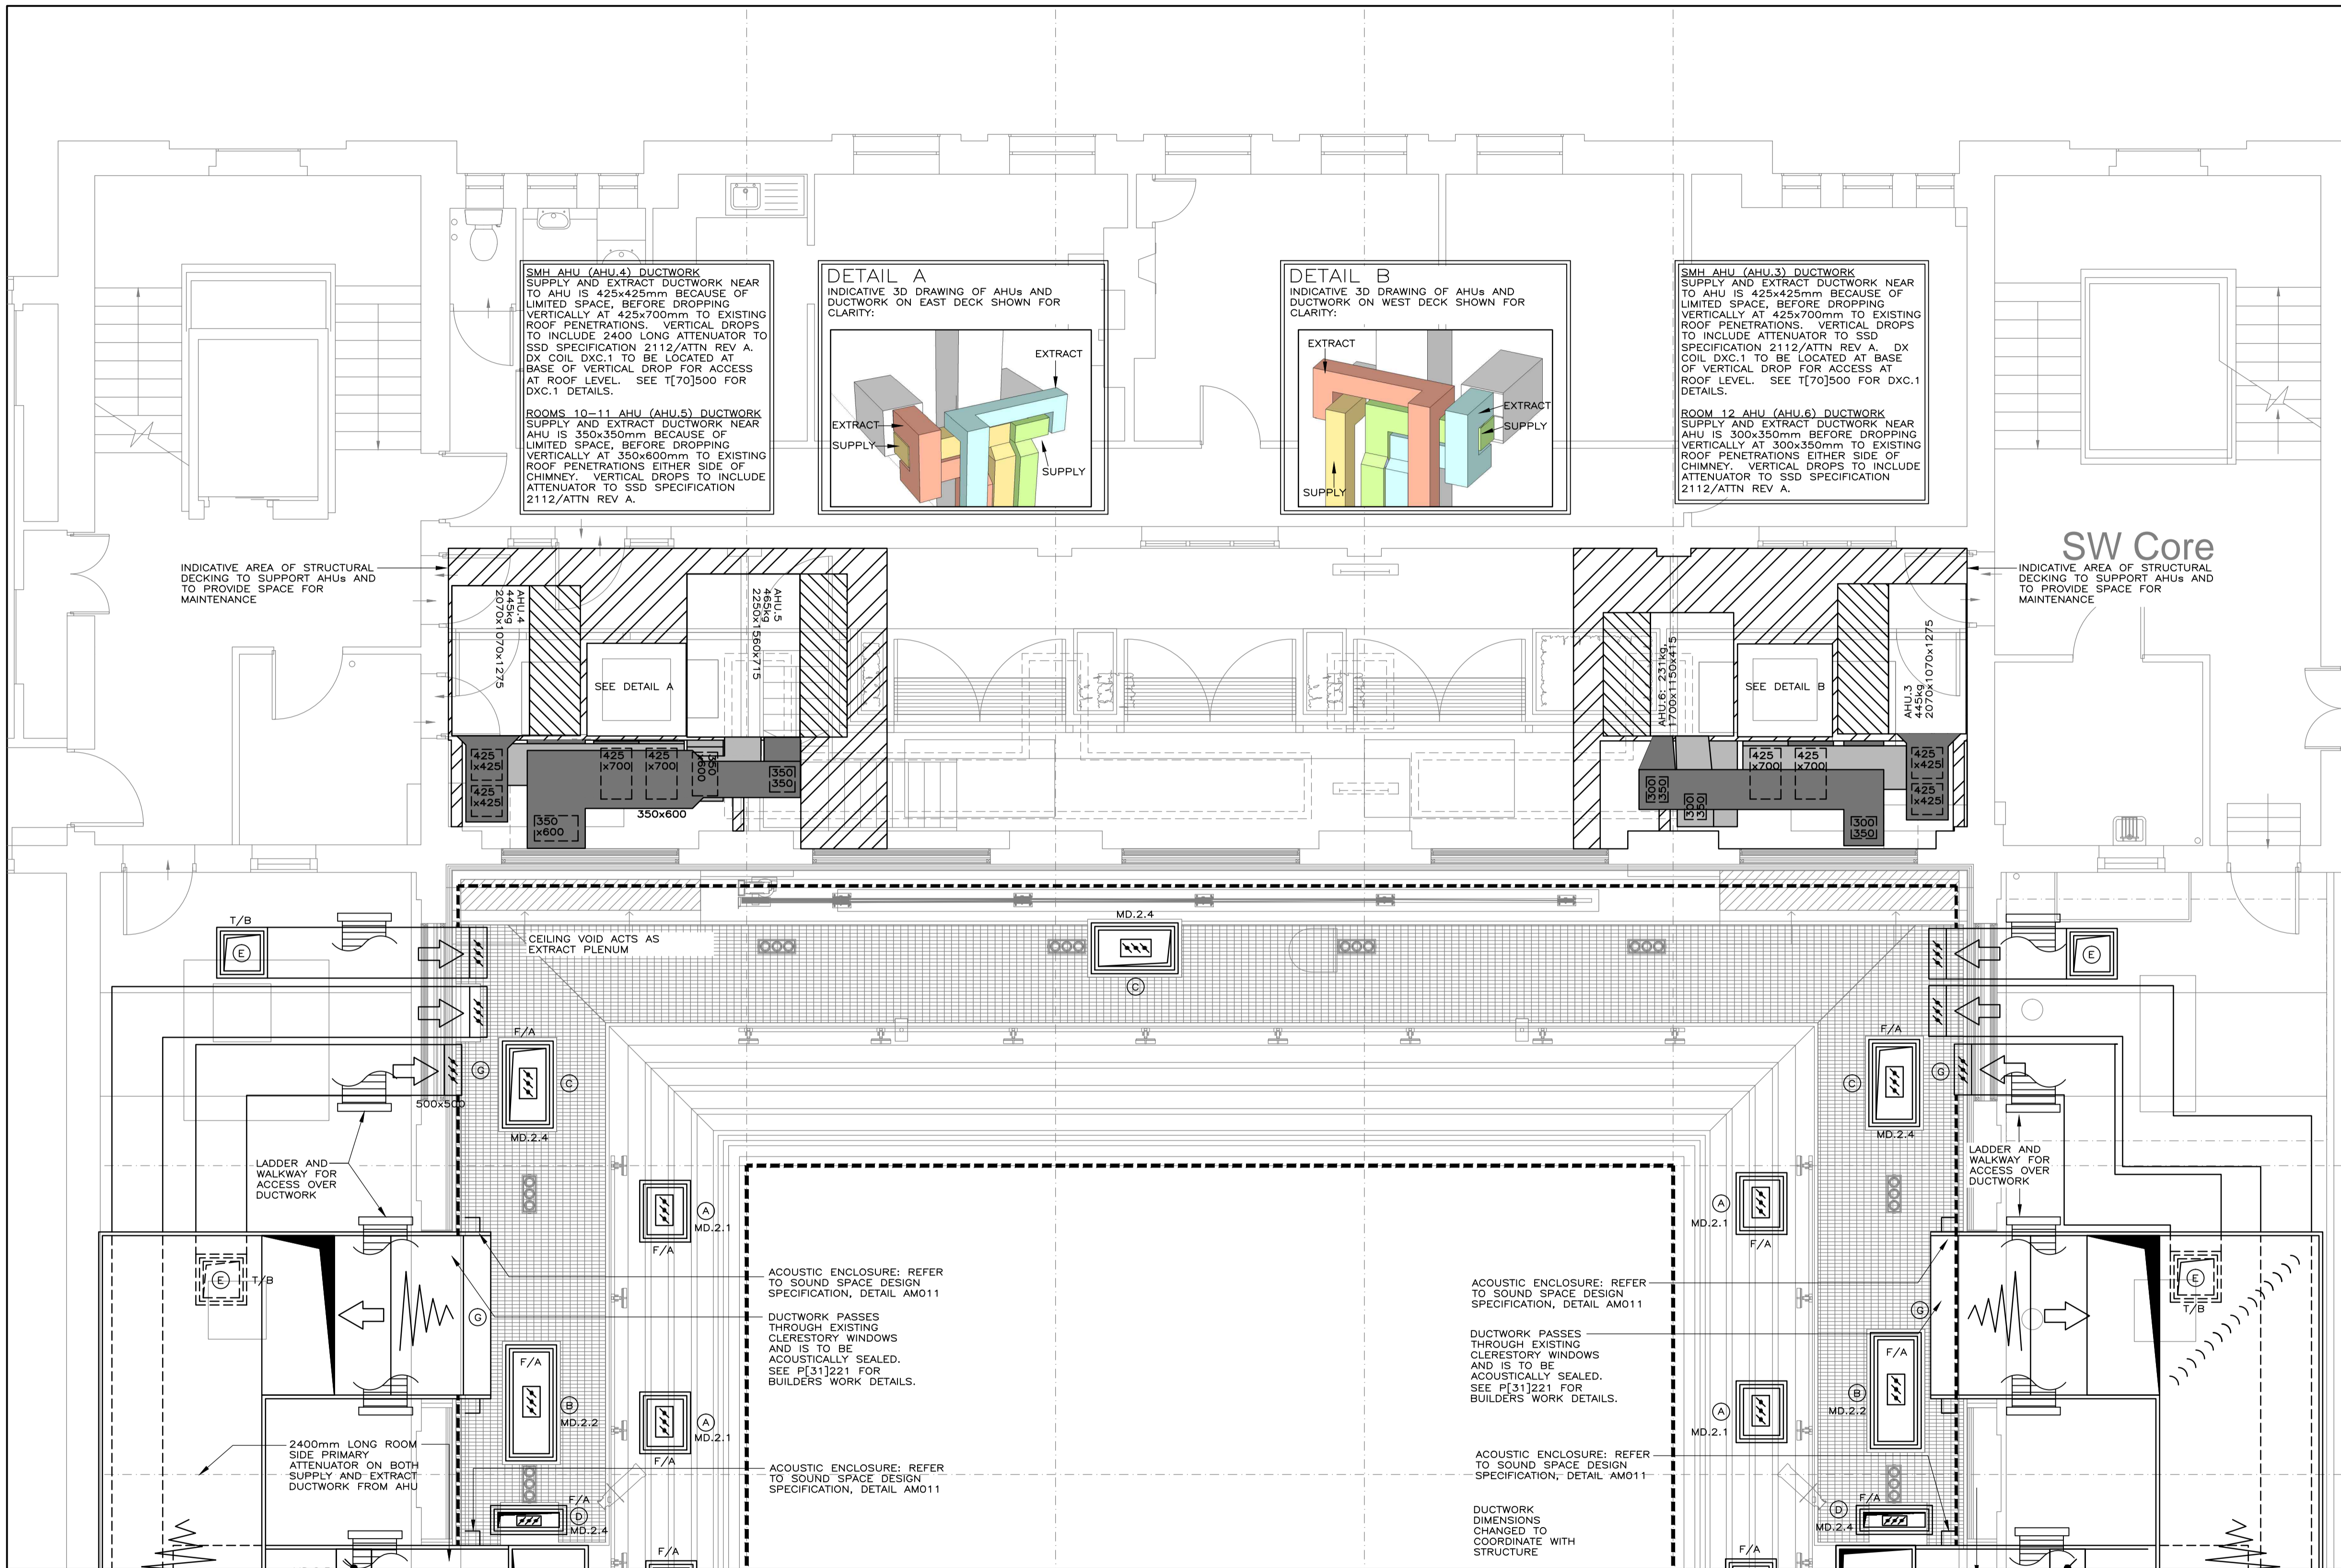 SMH AHU (AHU.4) DUCTWORK
SUPPLY AND EXTRACT DUCTWORK NEAR
TO AHU IS 425x425mm BECAUSE OF
LIMITED SPACE, BEFORE DROPPING
VERTICALLY AT 425x700mm TO EXISTING
ROOF PENETRATIONS. VERTICAL DROPS
TO INCLUDE 2400 LONG ATTENUATOR TO
SSD SPECIFICATION 2112/ATTN REV A.
DX COIL DXC.1 TO BE LOCATED AT
BASE OF VERTICAL DROP FOR ACCESS
AT ROOF LEVEL. SEE T[70]500 FOR
DXC.1 DETAILS.
ROOMS 10-11 AHU (AHU.5) DUCTWORK
SUPPLY AND EXTRACT DUCTWORK NEAR
AHU IS 350x350mm BECAUSE OF
LIMITED SPACE, BEFORE DROPPING
VERTICALLY AT 350x600mm TO EXISTING
ROOF PENETRATIONS EITHER SIDE OF
CHIMNEY. VERTICAL DROPS TO INCLUDE
ATTENUATOR TO SSD SPECIFICATION
2112/ATTN REV A.
DETAIL A
INDICATIVE 3D DRAWING OF AHUs AND
DUCTWORK ON EAST DECK SHOWN FOR
CLARITY:
EXTRACT
EXTRACT
SUPPLY
SUPPLY
DETAIL B
INDICATIVE 3D DRAWING OF AHUs AND
DUCTWORK ON WEST DECK SHOWN FOR
CLARITY:
EXTRACT
EXTRACT
SUPPLY
SUPPLY
SMH AHU (AHU.3) DUCTWORK
SUPPLY AND EXTRACT DUCTWORK NEAR
TO AHU IS 425x425mm BECAUSE OF
LIMITED SPACE, BEFORE DROPPING
VERTICALLY AT 425x700mm TO EXISTING
ROOF PENETRATIONS. VERTICAL DROPS
TO INCLUDE ATTENUATOR TO SSD
SPECIFICATION 2112/ATTN REV A. DX
COIL DXC.1 TO BE LOCATED AT BASE
OF VERTICAL DROP FOR ACCESS AT
ROOF LEVEL. SEE T[70]500 FOR DXC.1
DETAILS.
ROOM 12 AHU (AHU.6) DUCTWORK
SUPPLY AND EXTRACT DUCTWORK NEAR
AHU IS 300x350mm BEFORE DROPPING
VERTICALLY AT 300x350mm TO EXISTING
ROOF PENETRATIONS EITHER SIDE OF
CHIMNEY. VERTICAL DROPS TO INCLUDE
ATTENUATOR TO SSD SPECIFICATION
2112/ATTN REV A.
SW Core
INDICATIVE AREA OF STRUCTURAL
DECKING TO SUPPORT AHUs AND
TO PROVIDE SPACE FOR
MAINTENANCE
INDICATIVE AREA OF STRUCTURAL
DECKING TO SUPPORT AHUs AND
TO PROVIDE SPACE FOR
MAINTENANCE
AHU.4
445kg
2070x1070x1275
SEE DETAIL A
AHU.5
465kg
2250x1560x715
AHU.6: 231kg,
1700x1150x415
SEE DETAIL B
AHU.3
445kg
2070x1070x1275
425
x425
425
x425
425
x700
425
x700
350
x600
350
350
350
x600
350x600
300
350
300
350
425
x700
425
x700
425
x425
425
x425
300
350
T/B
E
CEILING VOID ACTS AS
EXTRACT PLENUM
MD.2.4
C
E
F/A
G
C
500x500
MD.2.4
F/A
C
G
MD.2.4
LADDER AND
WALKWAY FOR
ACCESS OVER
DUCTWORK
LADDER AND
WALKWAY FOR
ACCESS OVER
DUCTWORK
A
MD.2.1
F/A
A
MD.2.1
F/A
E
T/B
G
ACOUSTIC ENCLOSURE: REFER
TO SOUND SPACE DESIGN
SPECIFICATION, DETAIL AM011
DUCTWORK PASSES
THROUGH EXISTING
CLERESTORY WINDOWS
AND IS TO BE
ACOUSTICALLY SEALED.
SEE P[31]221 FOR
BUILDERS WORK DETAILS.
ACOUSTIC ENCLOSURE: REFER
TO SOUND SPACE DESIGN
SPECIFICATION, DETAIL AM011
DUCTWORK PASSES
THROUGH EXISTING
CLERESTORY WINDOWS
AND IS TO BE
ACOUSTICALLY SEALED.
SEE P[31]221 FOR
BUILDERS WORK DETAILS.
G
E
T/B
F/A
B
MD.2.2
A
MD.2.1
F/A
A
MD.2.1
F/A
B
MD.2.2
2400mm LONG ROOM
SIDE PRIMARY
ATTENUATOR ON BOTH
SUPPLY AND EXTRACT
DUCTWORK FROM AHU
ACOUSTIC ENCLOSURE: REFER
TO SOUND SPACE DESIGN
SPECIFICATION, DETAIL AM011
ACOUSTIC ENCLOSURE: REFER
TO SOUND SPACE DESIGN
SPECIFICATION, DETAIL AM011
F/A
D
MD.2.4
F/A
DUCTWORK
DIMENSIONS
CHANGED TO
COORDINATE WITH
STRUCTURE
F/A
D
MD.2.4
F/A